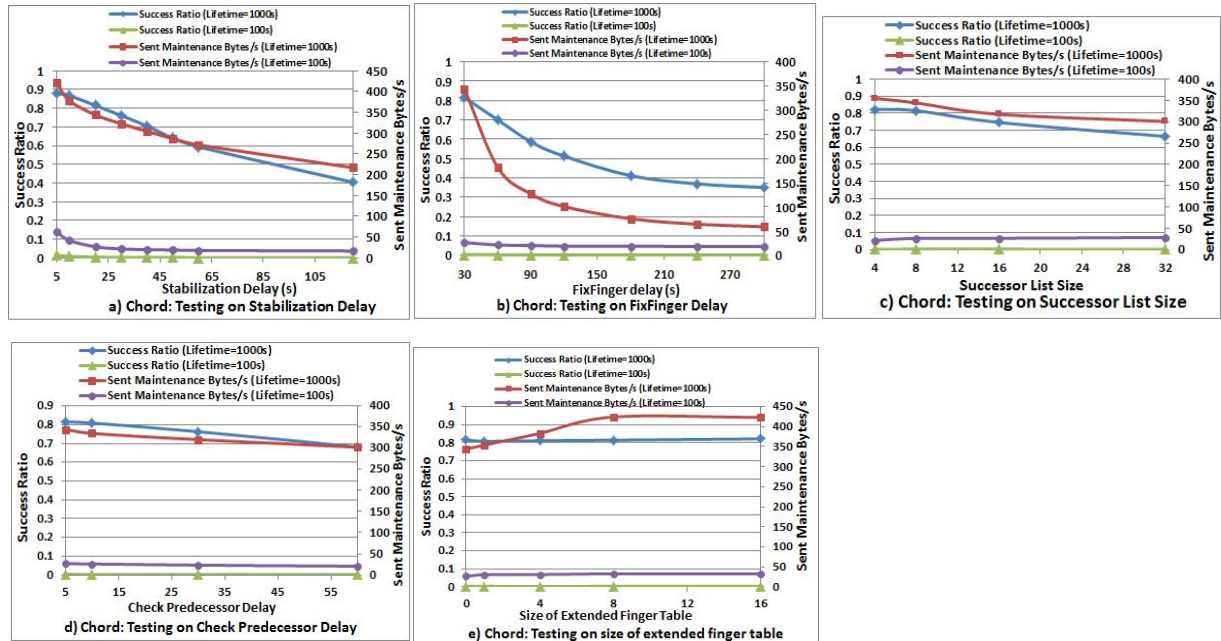 Success Ratio (Lifetime=1000s)
Success Ratio (Lifetime=100s)
Sent Maintenance Bytes/s (Lifetime=1000s)
Sent Maintenance Bytes/s (Lifetime=100s)
Success Ratio
1
0.9
0.8
0.7
0.6
0.5
0.4
0.3
0.2
0.1
0
450
400
350
300
250
200
150
100
50
0
Sent Maintenance Bytes/s
5 25 45 65 85 105
Stabilization Delay (s)
a) Chord: Testing on Stabilization Delay
Success Ratio (Lifetime=1000s)
Success Ratio (Lifetime=100s)
Sent Maintenance Bytes/s (Lifetime=1000s)
Sent Maintenance Bytes/s (Lifetime=100s)
Success Ratio
1
0.9
0.8
0.7
0.6
0.5
0.4
0.3
0.2
0.1
0
400
350
300
250
200
150
100
50
0
Sent Maintenance Bytes/s
30 90 150 210 270
FixFinger delay (s)
b) Chord: Testing on FixFinger Delay
Success Ratio (Lifetime=1000s)
Success Ratio (Lifetime=100s)
Sent Maintenance Bytes/s (Lifetime=1000s)
Sent Maintenance Bytes/s (Lifetime=100s)
Success Ratio
1
0.9
0.8
0.7
0.6
0.5
0.4
0.3
0.2
0.1
0
400
350
300
250
200
150
100
50
0
Sent Maintenance Bytes/s
4 8 12 16 20 24 28 32
Successor List Size
c) Chord: Testing on Successor List Size
Success Ratio (Lifetime=1000s)
Success Ratio (Lifetime=100s)
Sent Maintenance Bytes/s (Lifetime=1000s)
Sent Maintenance Bytes/s (Lifetime=100s)
Success Ratio
0.9
0.8
0.7
0.6
0.5
0.4
0.3
0.2
0.1
0
400
350
300
250
200
150
100
50
0
Sent Maintenance Bytes/s
5 15 25 35 45 55
Check Predecessor Delay
d) Chord: Testing on Check Predecessor Delay
Success Ratio (Lifetime=1000s)
Success Ratio (Lifetime=100s)
Sent Maintenance Bytes/s (Lifetime=1000s)
Sent Maintenance Bytes/s (Lifetime=100s)
Success Ratio
1
0.9
0.8
0.7
0.6
0.5
0.4
0.3
0.2
0.1
0
450
400
350
300
250
200
150
100
50
0
Sent Maintenance Bytes/s
0 4 8 12 16
Size of Extended Finger Table
e) Chord: Testing on size of extended finger table